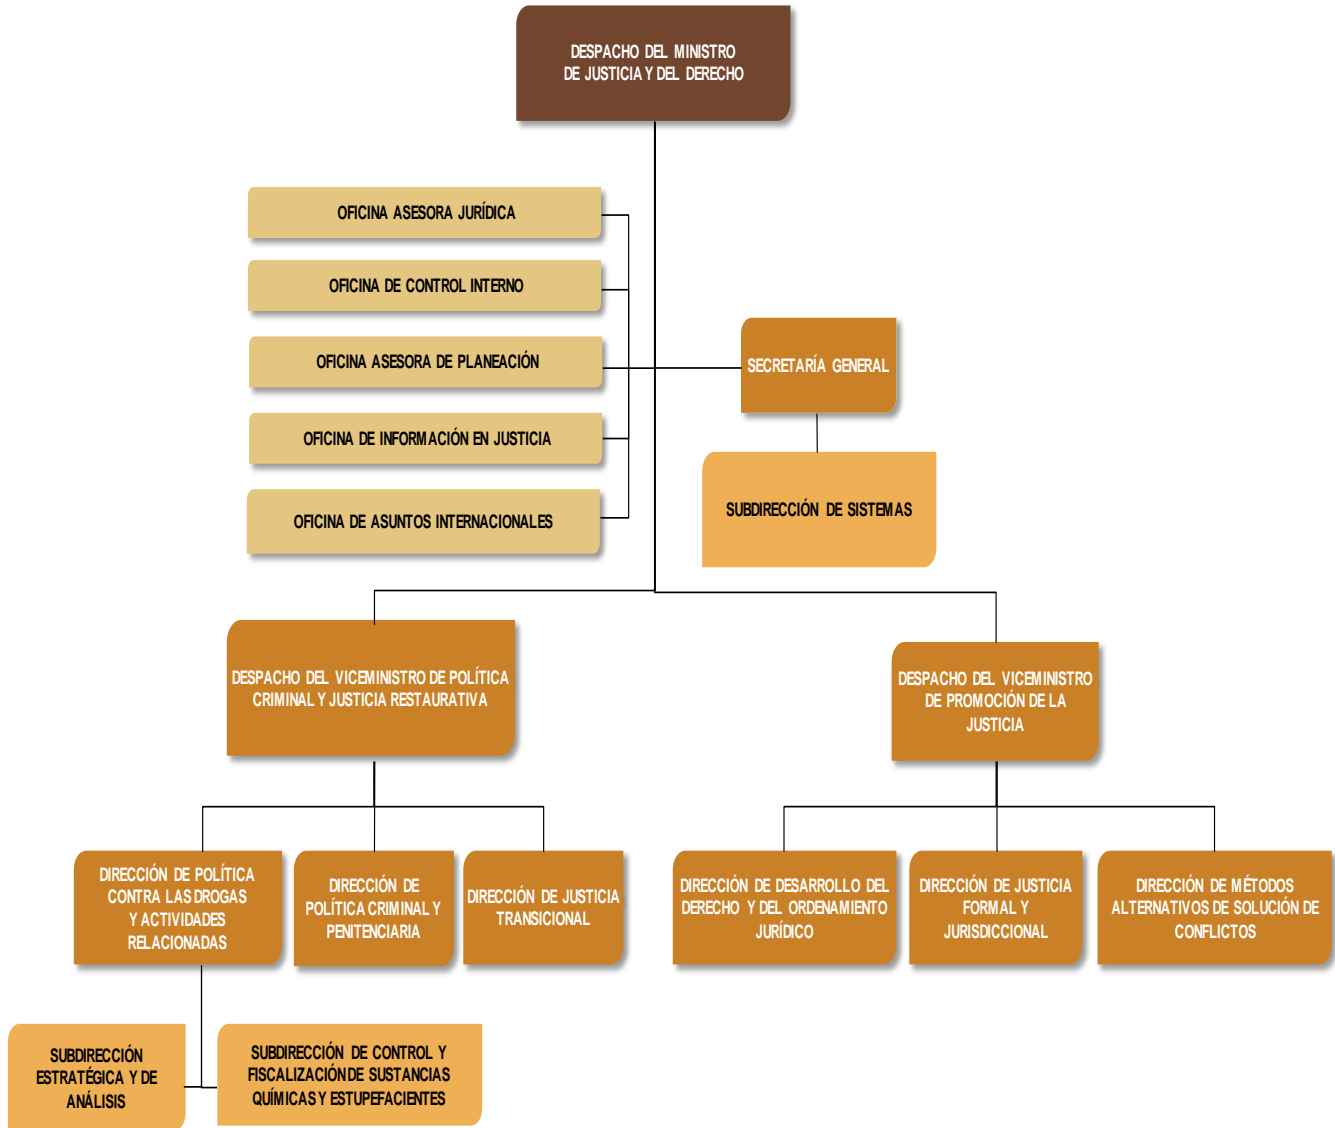 DESPACHO DEL MINISTRO
DE JUSTICIA Y DEL DERECHO
OFICINA ASESORA JURÍDICA
OFICINA DE CONTROL INTERNO
OFICINA ASESORA DE PLANEACIÓN
OFICINA DE INFORMACIÓN EN JUSTICIA
OFICINA DE ASUNTOS INTERNACIONALES
SECRETARÍA GENERAL
SUBDIRECCIÓN DE SISTEMAS
DESPACHO DEL VICEMINISTRO DE POLÍTICA
CRIMINAL Y JUSTICIA RESTAURATIVA
DESPACHO DEL VICEMINISTRO
DE PROMOCIÓN DE LA
JUSTICIA
DIRECCIÓN DE POLÍTICA
CONTRA LAS DROGAS
Y ACTIVIDADES
RELACIONADAS
DIRECCIÓN DE
POLÍTICA CRIMINAL Y
PENITENCIARIA
DIRECCIÓN DE JUSTICIA
TRANSICIONAL
DIRECCIÓN DE DESARROLLO DEL
DERECHO Y DEL ORDENAMIENTO
JURÍDICO
DIRECCIÓN DE JUSTICIA
FORMAL Y
JURISDICCIONAL
DIRECCIÓN DE MÉTODOS
ALTERNATIVOS DE SOLUCIÓN DE
CONFLICTOS
SUBDIRECCIÓN
ESTRATÉGICA Y DE
ANÁLISIS
SUBDIRECCIÓN DE CONTROL Y
FISCALIZACIÓN DE SUSTANCIAS
QUÍMICAS Y ESTUPEFACIENTES